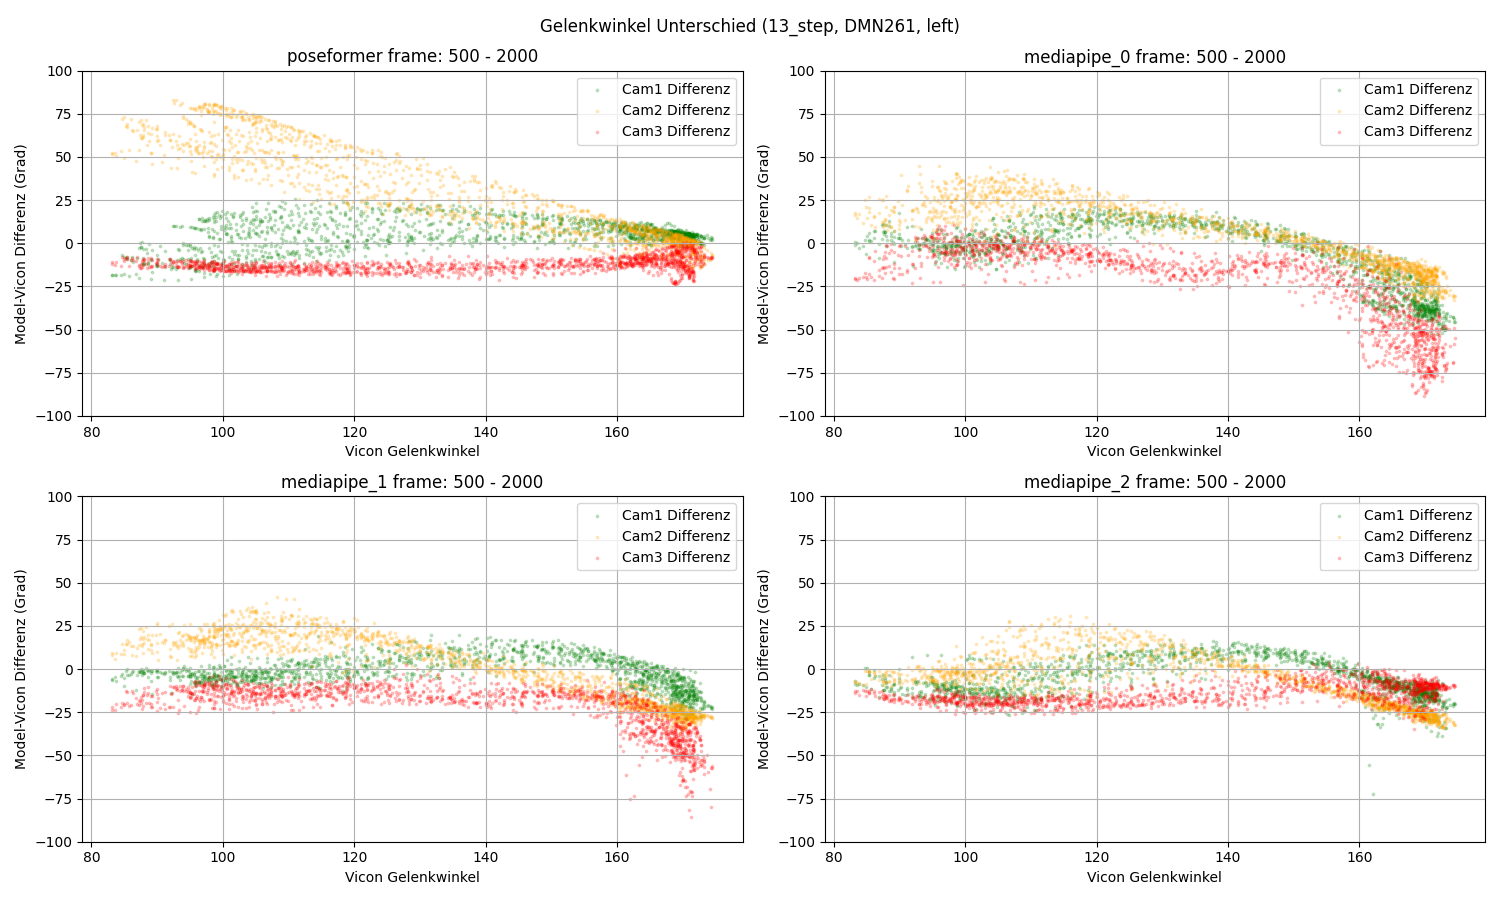 Gelenkwinkel Unterschied (13_step, DMN261, left)
poseformer frame: 500 - 2000
100
75
50
25
0
−25
−50
−75
−100
Model-Vicon Differenz (Grad)
Cam1 Differenz
Cam2 Differenz
Cam3 Differenz
80 100 120 140 160
Vicon Gelenkwinkel
mediapipe_0 frame: 500 - 2000
100
75
50
25
0
−25
−50
−75
−100
Model-Vicon Differenz (Grad)
Cam1 Differenz
Cam2 Differenz
Cam3 Differenz
80 100 120 140 160
Vicon Gelenkwinkel
mediapipe_1 frame: 500 - 2000
100
75
50
25
0
−25
−50
−75
−100
Model-Vicon Differenz (Grad)
Cam1 Differenz
Cam2 Differenz
Cam3 Differenz
80 100 120 140 160
Vicon Gelenkwinkel
mediapipe_2 frame: 500 - 2000
100
75
50
25
0
−25
−50
−75
−100
Model-Vicon Differenz (Grad)
Cam1 Differenz
Cam2 Differenz
Cam3 Differenz
80 100 120 140 160
Vicon Gelenkwinkel